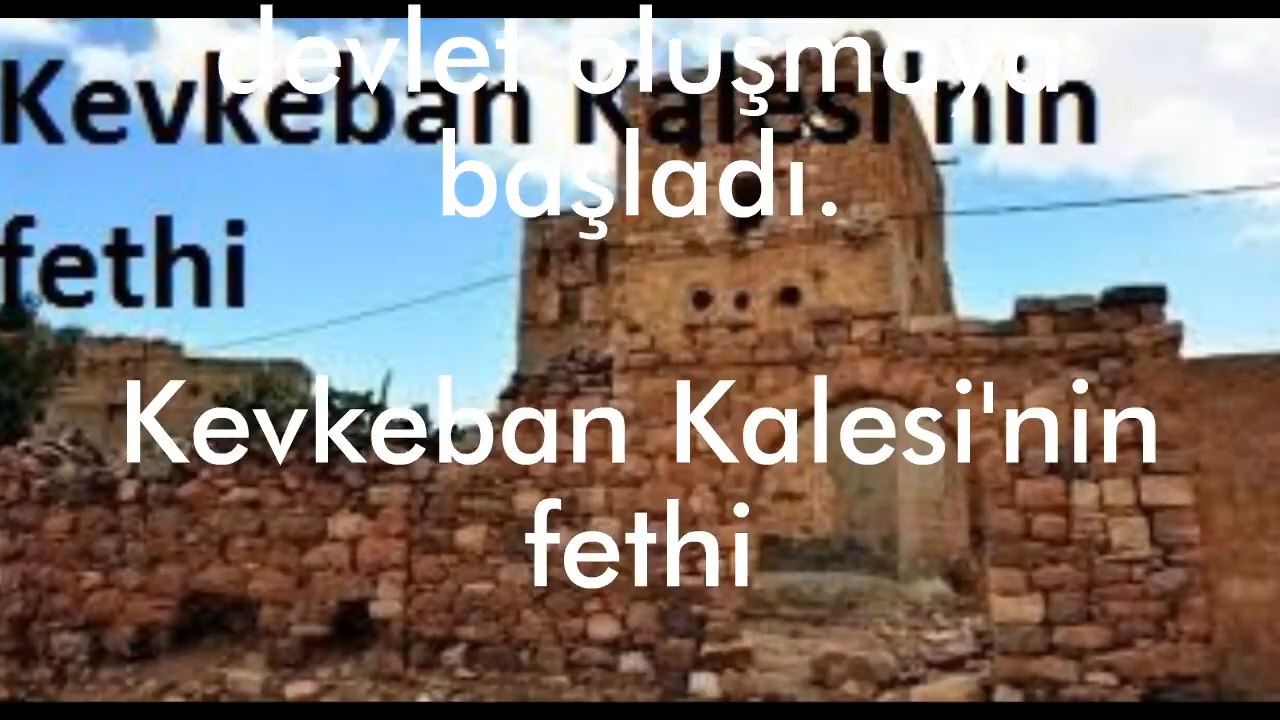 devlet oluşmaya
Kevkeban Kalesi'nin
başladı.
fethi
Kevkeban Kalesi'nin
fethi